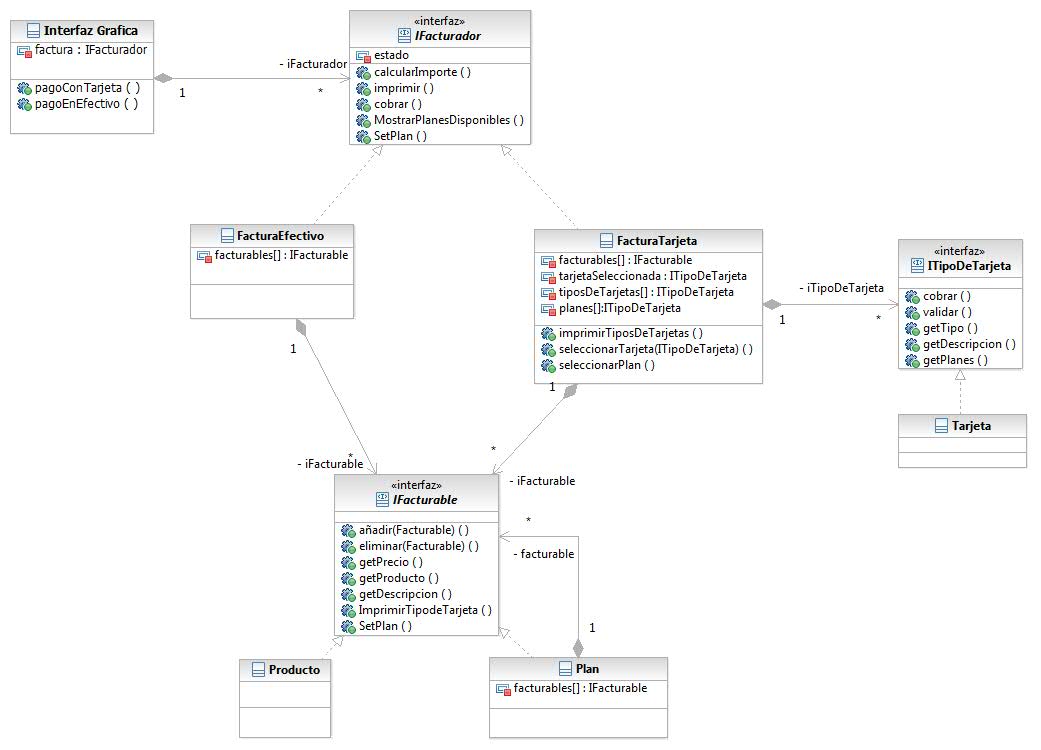 Interfaz Grafica
factura : IFacturador
pagoConTarjeta ( )
pagoEnEfectivo ( )
- iFacturador
1
*
«interfaz»
IFacturador
estado
calcularImporte ( )
imprimir ( )
cobrar ( )
MostrarPlanesDisponibles ( )
SetPlan ( )
FacturaEfectivo
facturables[] : IFacturable
1
FacturaTarjeta
facturables[] : IFacturable
tarjetaSeleccionada : ITipoDeTarjeta
tiposDeTarjetas[] : ITipoDeTarjeta
planes[]:ITipoDeTarjeta
imprimirTiposDeTarjetas ( )
seleccionarTarjeta(ITipoDeTarjeta) ( )
seleccionarPlan ( )
1
- iTipoDeTarjeta
1
*
«interfaz»
ITipoDeTarjeta
cobrar ( )
validar ( )
getTipo ( )
getDescripcion ( )
getPlanes ( )
Tarjeta
*
- iFacturable
*
- iFacturable
«interfaz»
IFacturable
añadir(Facturable) ( )
eliminar(Facturable) ( )
getPrecio ( )
getProducto ( )
getDescripcion ( )
ImprimirTipodeTarjeta ( )
SetPlan ( )
*
- facturable
1
Producto
Plan
facturables[] : IFacturable